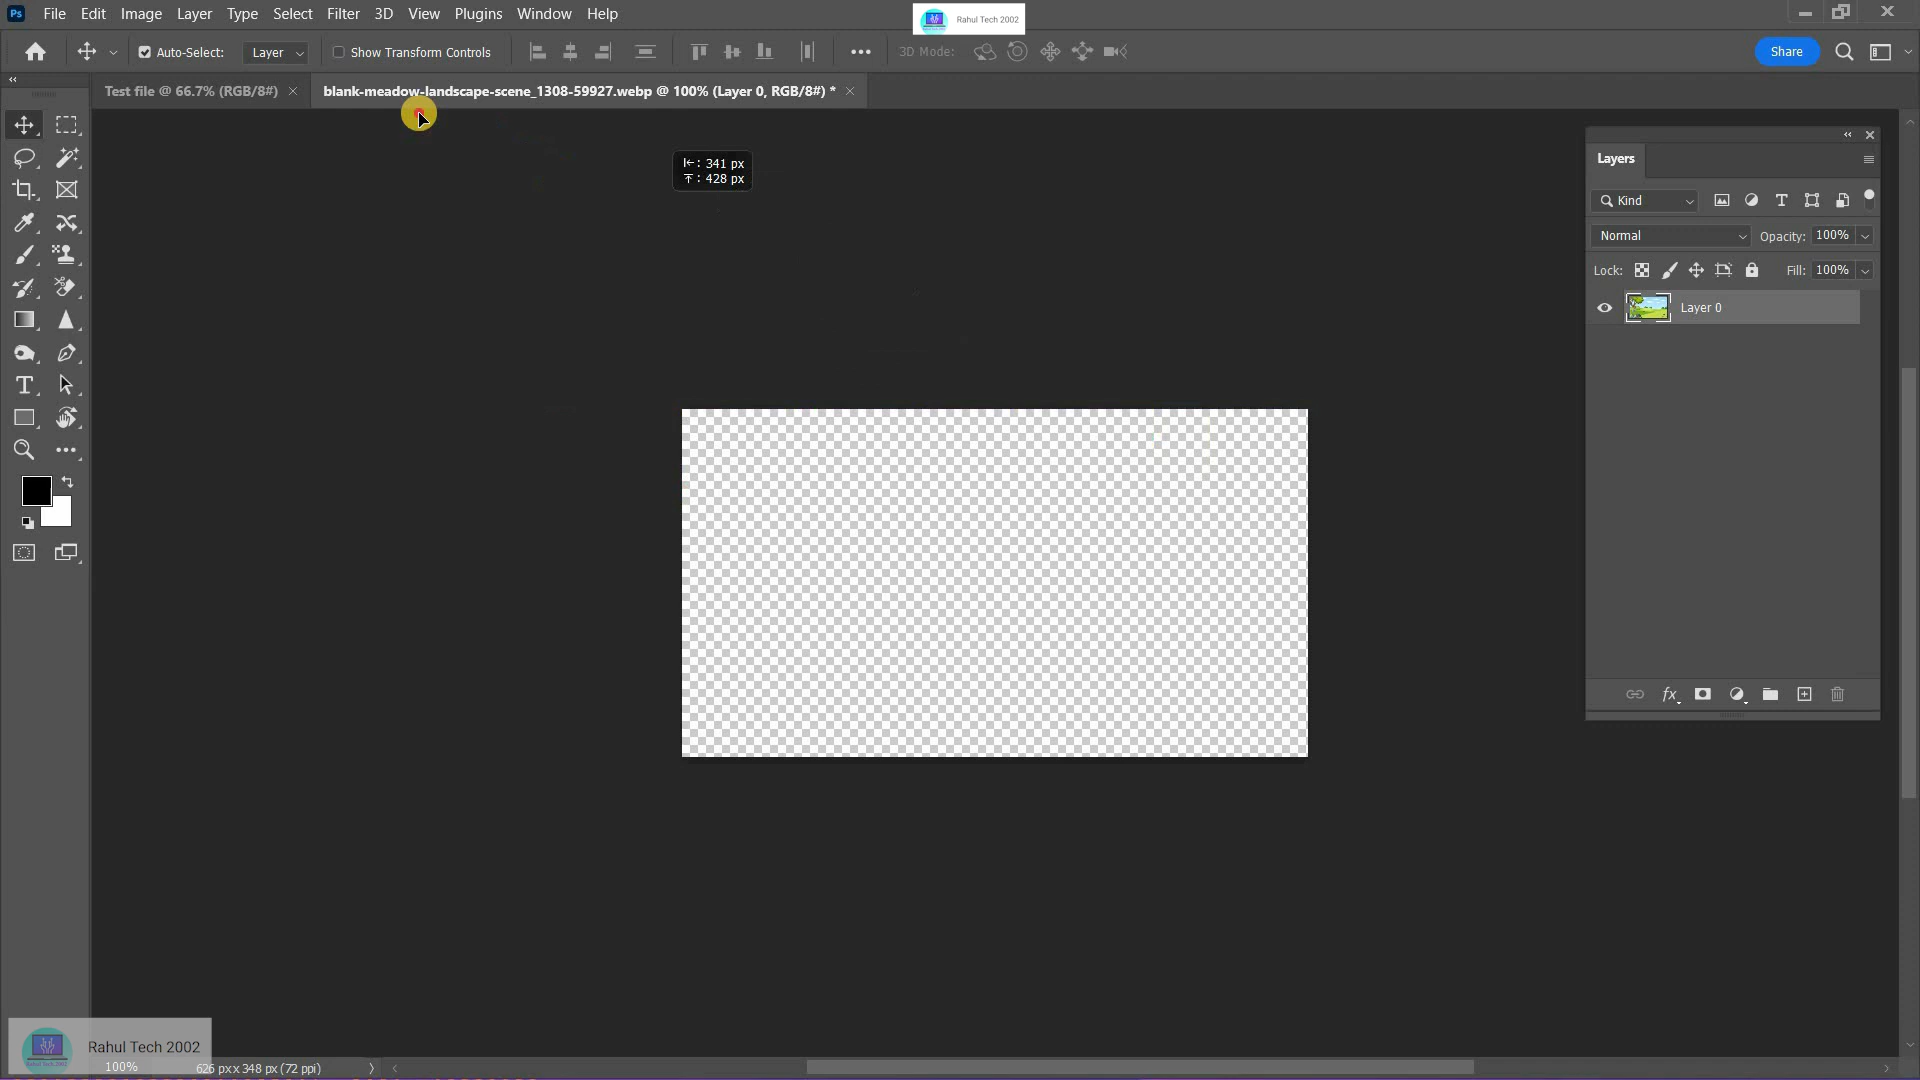 Ps File Edit Image Layer Type Select Filter 3D View Plugins Window Help
Rahul Tech 2002
Auto-Select: Layer Show Transform Controls 3D Mode: Share
Test file @ 66.7% (RGB/8#) blank-meadow-landscape-scene_1308-59927.webp @ 100% (Layer 0, RGB/8#) *
: 341 px
: 428 px
Layers
Kind
Normal Opacity: 100%
Lock: Fill: 100%
Layer 0
Rahul Tech 2002
100% 626 px x 348 px (72 ppi)